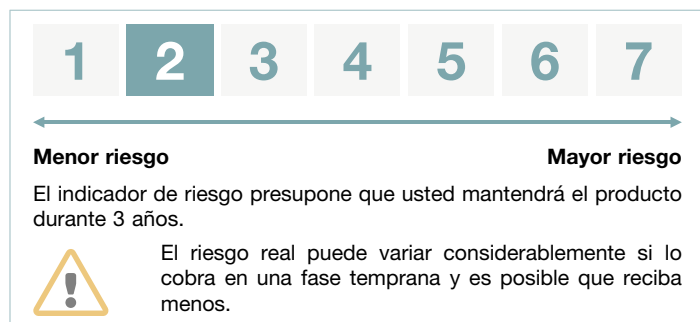 1 2 3 4 5 6 7
Menor riesgo Mayor riesgo
El indicador de riesgo presupone que usted mantendrá el producto
durante 3 años.
El riesgo real puede variar considerablemente si lo
cobra en una fase temprana y es posible que reciba
menos.